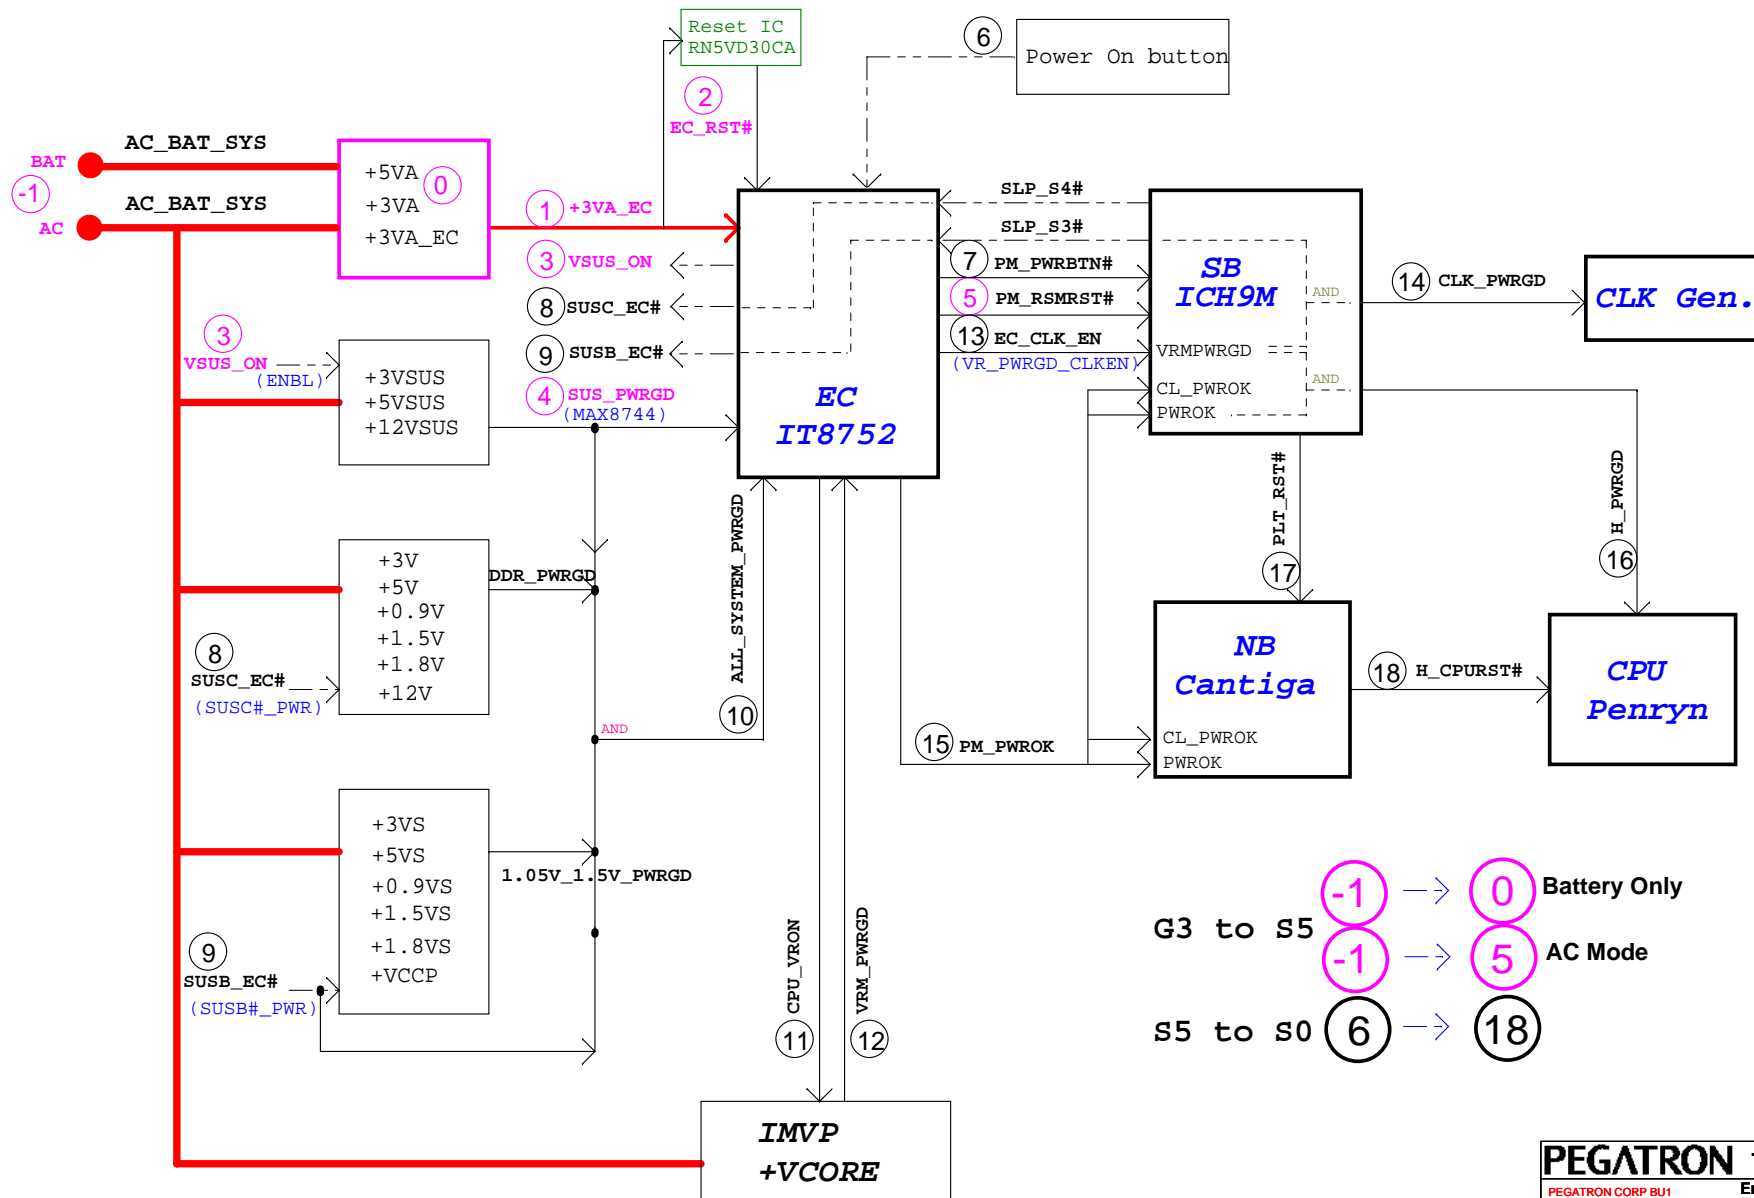 Reset IC
RN5VD30CA
6
Power On button
2
EC_RST#
AC_BAT_SYS
BAT
-1
AC_BAT_SYS
AC
+5VA
0
+3VA
+3VA_EC
1 +3VA_EC
3 VSUS_ON
8 SUSC_EC#
9 SUSB_EC#
4 SUS_PWRGD
(MAX8744)
3
VSUS_ON
(ENBL)
+3VSUS
+5VSUS
+12VSUS
EC
IT8752
SLP_S4#
SLP_S3#
7 PM_PWRBTN#
5 PM_RSMRST#
13 EC_CLK_EN
(VR_PWRGD_CLKEN)
SB
ICH9M
AND
VRMPWRGD
AND
CL_PWROK
PWROK
14 CLK_PWRGD
CLK Gen.
+3V
+5V
+0.9V
+1.5V
+1.8V
+12V
DDR_PWRGD
8
SUSC_EC#
(SUSC#_PWR)
AND
ALL_SYSTEM_PWRGD
10
PLT_RST#
17
H_PWRGD
16
NB
Cantiga
CL_PWROK
PWROK
18 H_CPURST#
CPU
Penryn
15 PM_PWROK
+3VS
+5VS
+0.9VS
+1.5VS
+1.8VS
+VCCP
1.05V_1.5V_PWRGD
9
SUSB_EC#
(SUSB#_PWR)
CPU_VRON
11
VRM_PWRGD
12
IMVP
+VCORE
G3 to S5
-1 0 Battery Only
-1 5 AC Mode
S5 to S0 6 18
PEGATRON
PEGATRON CORP BU1